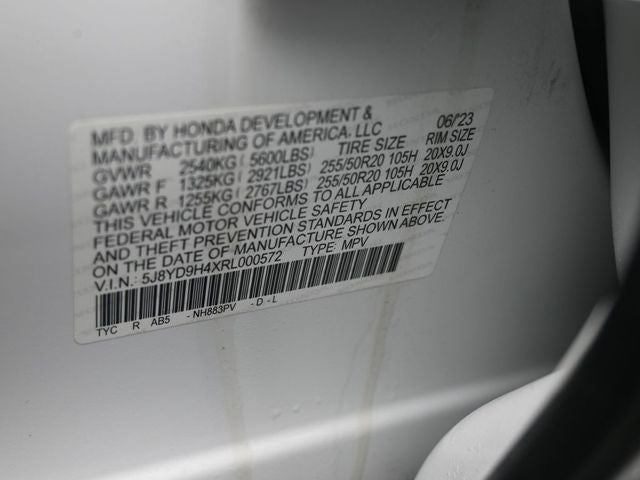 MFD. BY HONDA DEVELOPMENT & 06/'23
MANUFACTURING OF AMERICA, LLC TIRE SIZE RIM SIZE
GVWR 2540KG ( 5600LBS)
GAWR F 1325KG ( 2921LBS) 255/50R20 105H 20X9.0J
GAWR R 1255KG ( 2767LBS) 255/50R20 105H 20X9.0J
THIS VEHICLE CONFORMS TO ALL APPLICABLE
FEDERAL MOTOR VEHICLE SAFETY
AND THEFT PREVENTION STANDARDS IN EFFECT
ON THE DATE OF MANUFACTURE SHOWN ABOVE.
V.I.N.: 5J8YD9H4XRL000572 TYPE: MPV
TYC R AB5 - NH883PV - D - L